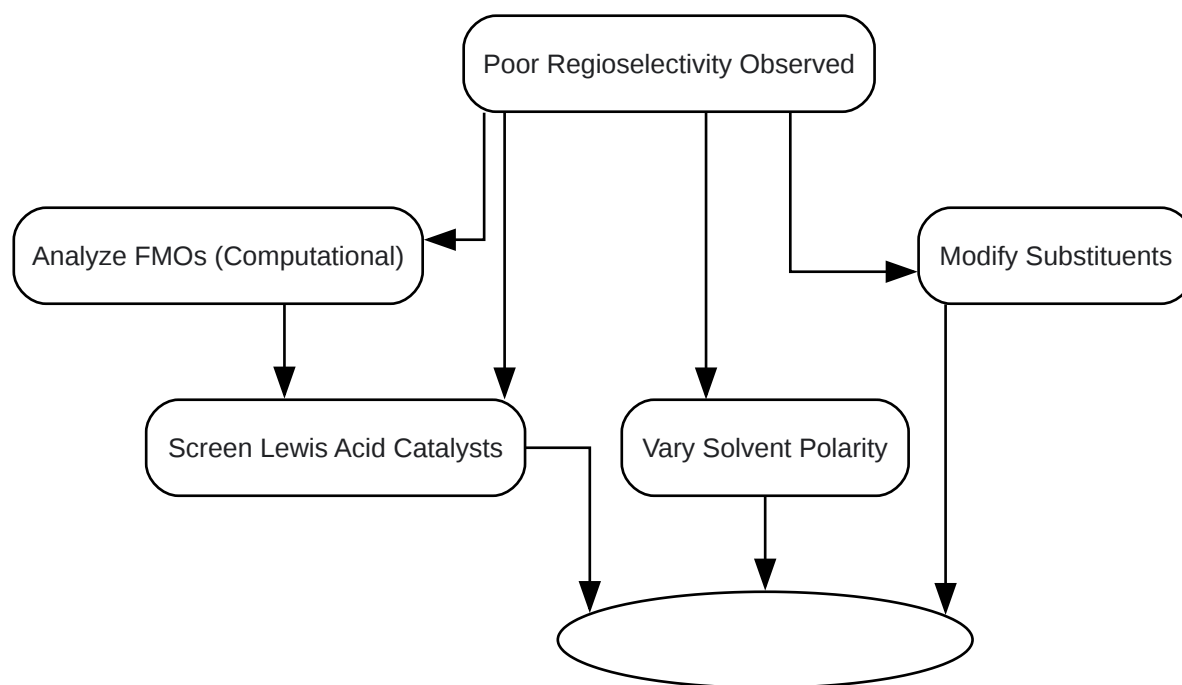 Poor Regioselectivity Observed
Analyze FMOs (Computational)
Modify Substituents
Screen Lewis Acid Catalysts
Vary Solvent Polarity